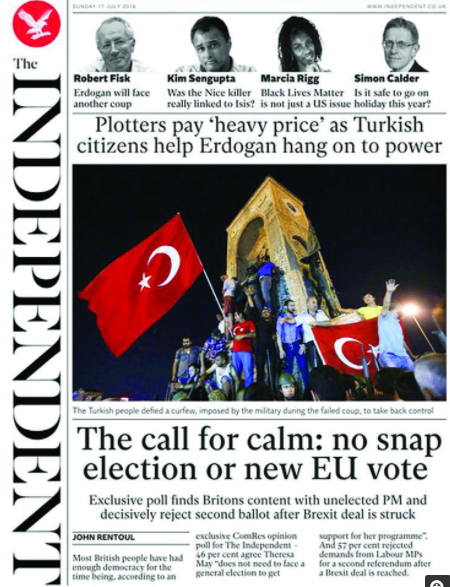 SUNDAY 17 JULY 2016
WWW.INDEPENDENT.CO.UK
The
INDEPENDENT
Robert Fisk
Erdogan will face
another coup
Kim Sengupta
Was the Nice killer
really linked to Isis?
Marcia Rigg
Black Lives Matter
is not just a US issue
Simon Calder
Is it safe to go on
holiday this year?
Plotters pay ‘heavy price’ as Turkish
citizens help Erdogan hang on to power
The Turkish people defied a curfew, imposed by the military during the failed coup, to take back control
The call for calm: no snap
election or new EU vote
Exclusive poll finds Britons content with unelected PM and
decisively reject second ballot after Brexit deal is struck
JOHN RENTOUL
Most British people have had
enough democracy for the
time being, according to an
exclusive ComRes opinion
poll for The Independent –
46 per cent agree Theresa
May “does not need to face a
general election to get
support for her programme”.
And 57 per cent rejected
demands from Labour MPs
for a second referendum after
a Brexit deal is reached.